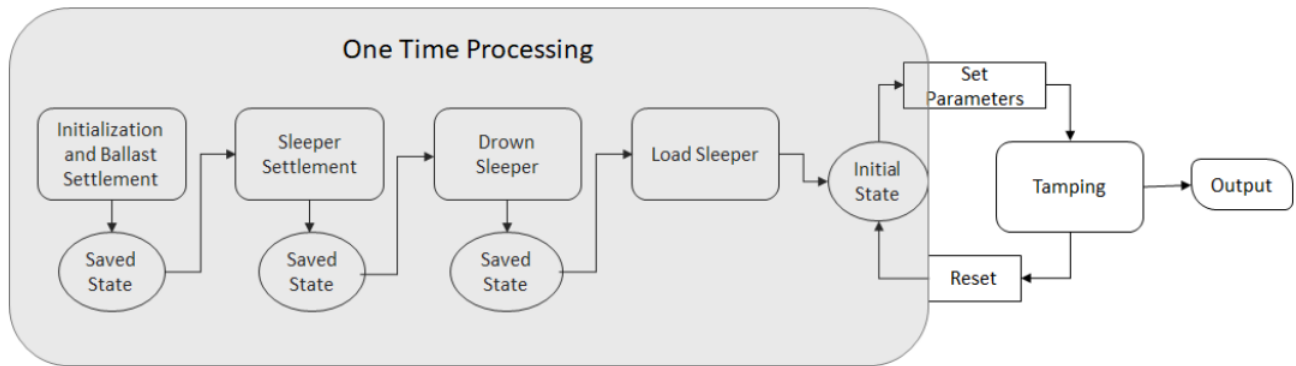 One Time Processing
Initialization
and Ballast
Settlement
Saved
State
Sleeper
Settlement
Saved
State
Drown
Sleeper
Saved
State
Load Sleeper
Initial
State
Set
Parameters
Tamping
Output
Reset